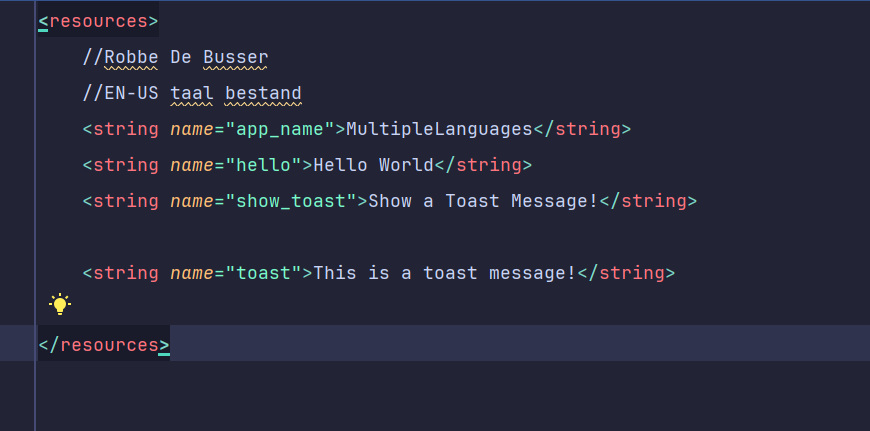 <resources>
//Robbe De Busser
//EN-US taal bestand
<string name="app_name">MultipleLanguages</string>
<string name="hello">Hello World</string>
<string name="show_toast">Show a Toast Message!</string>
<string name="toast">This is a toast message!</string>
</resources>